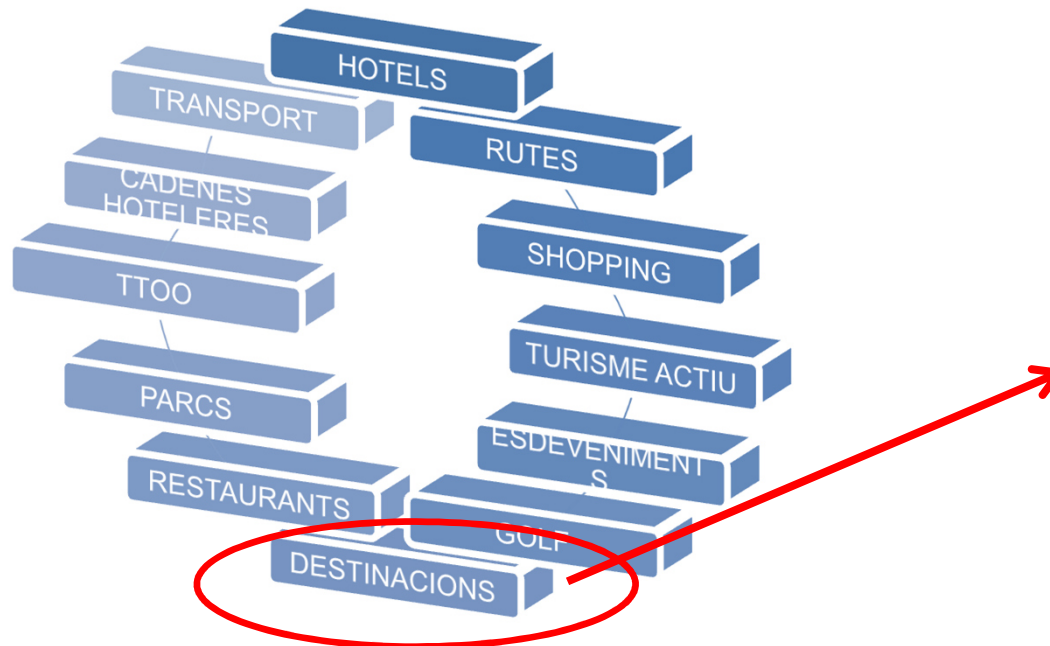 HOTELS
RUTES
SHOPPING
TURISME ACTIU
ESDEVENIMENT
S
GOLF
DESTINACIONS
RESTAURANTS
PARCS
TTOO
CADENES
HOTELERES
TRANSPORT